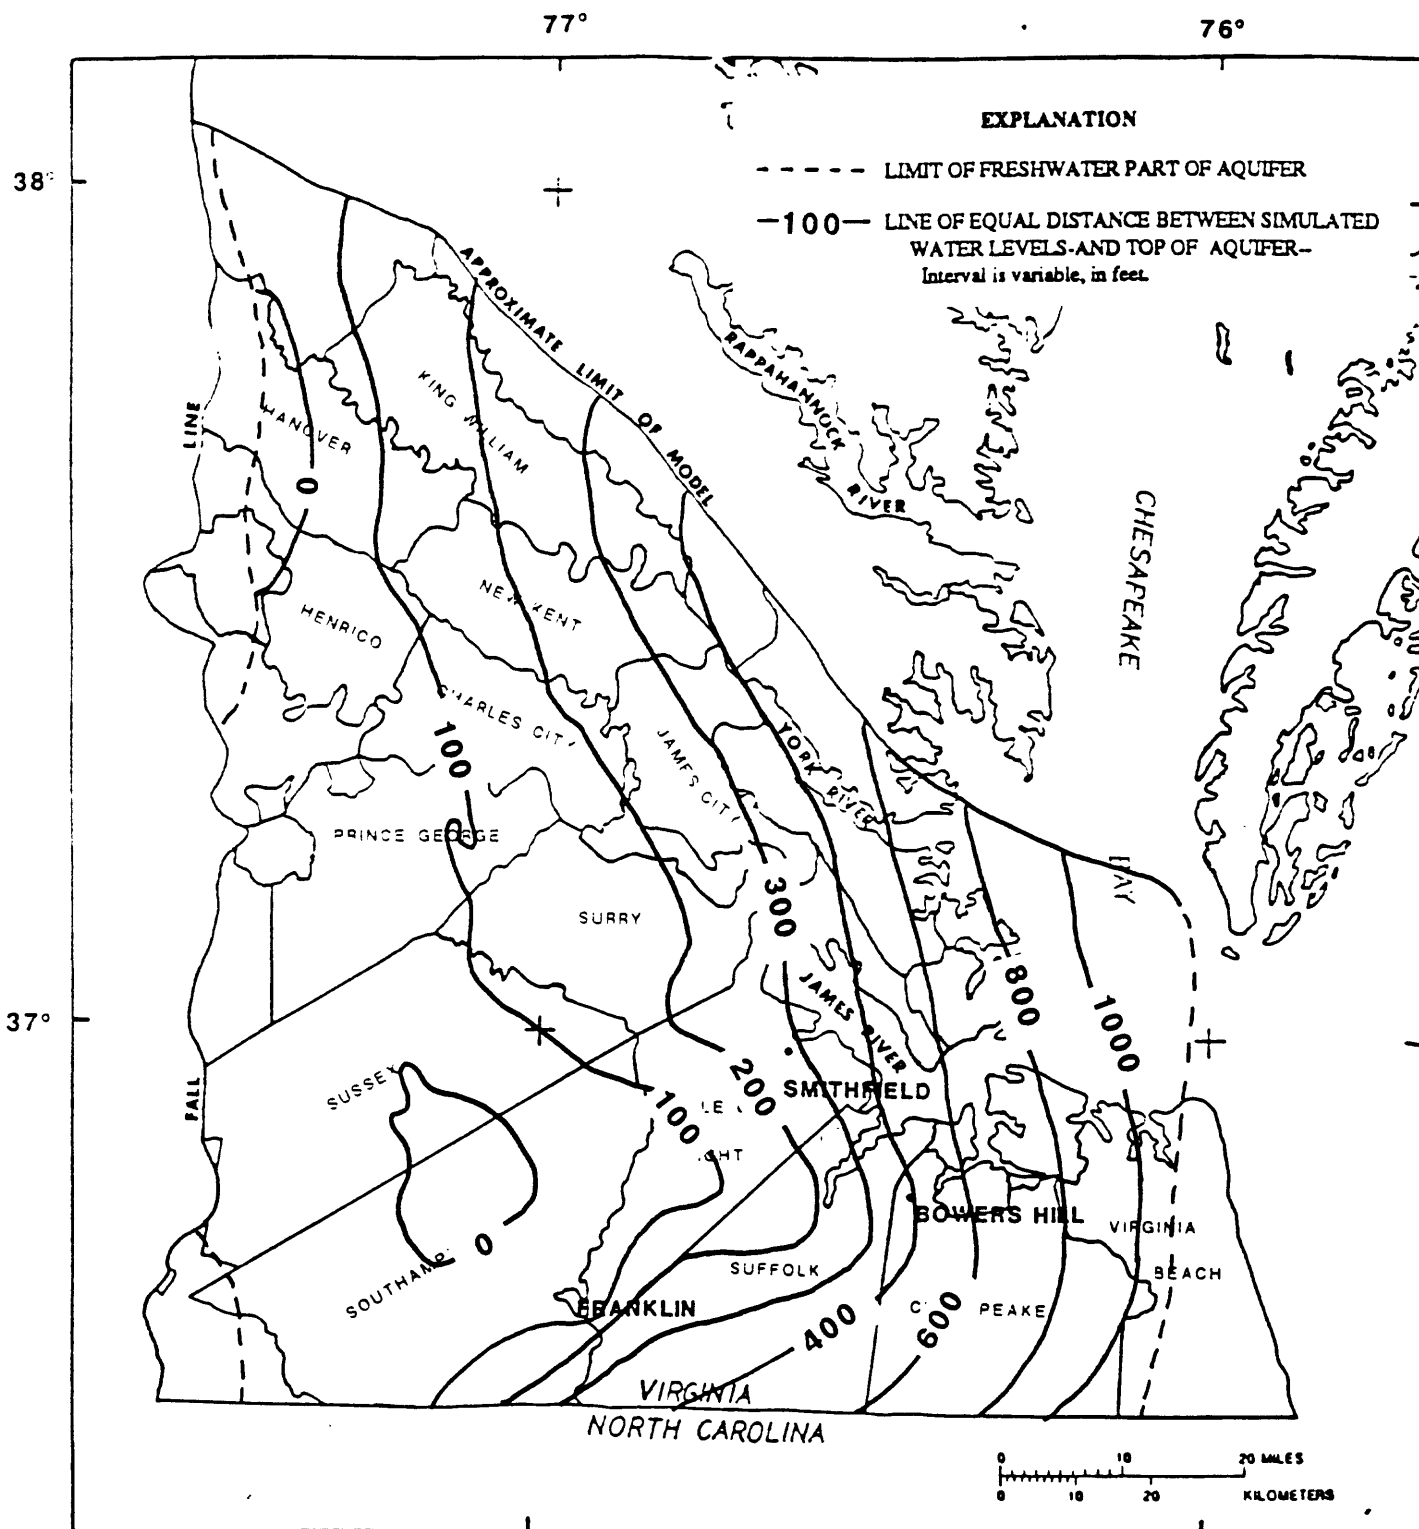 77°
76°
EXPLANATION
38°
LIMIT OF FRESHWATER PART OF AQUIFER
100
LINE OF EQUAL DISTANCE BETWEEN SIMULATED
WATER LEVELS-AND TOP OF AQUIFER--
Interval is variable, in feet.
APPROXIMATE LIMIT OF MODEL
RAPPAHANNOCK
RIVER
KING WILLIAM
LINE
HANOVER
0
CHESAPEAKE
BAY
NEW KENT
HENRICO
CHARLES CITY
JAMES CITY
YORK RIVER
100
PRINCE GEORGE
SURRY
300
JAMES RIVER
800
1000
37°
FALL
SUSSEX
200
SMITHFIELD
100
LE
GHT
BOWERS HILL
VIRGINIA
BEACH
0
SUFFOLK
SOUTHAMP
FRANKLIN
400
600
C
PEAKE
VIRGINIA
NORTH CAROLINA
0 10 20 MILES
0 10 20 KILOMETERS